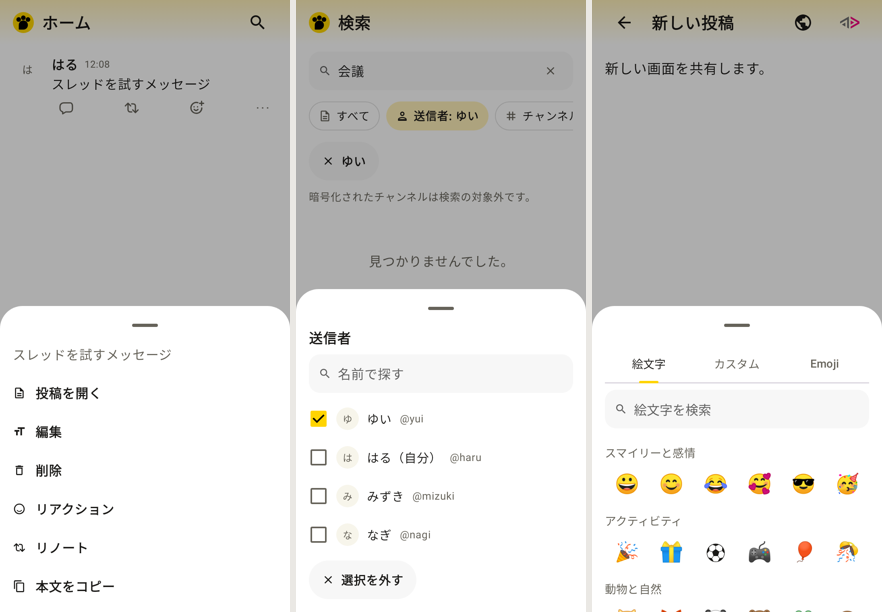 ホーム
は
はる 12:08
スレッドを試すメッセージ
スレッドを試すメッセージ
投稿を開く
編集
削除
リアクション
リノート
本文をコピー
検索
会議
すべて
送信者: ゆい
チャンネル
ゆい
暗号化されたチャンネルは検索の対象外です。
見つかりませんでした。
送信者
名前で探す
ゆ ゆい @yui
は はる（自分） @haru
み みずき @mizuki
な なぎ @nagi
選択を外す
新しい投稿
新しい画面を共有します。
絵文字 カスタム Emoji
絵文字を検索
スマイリーと感情
アクティビティ
動物と自然